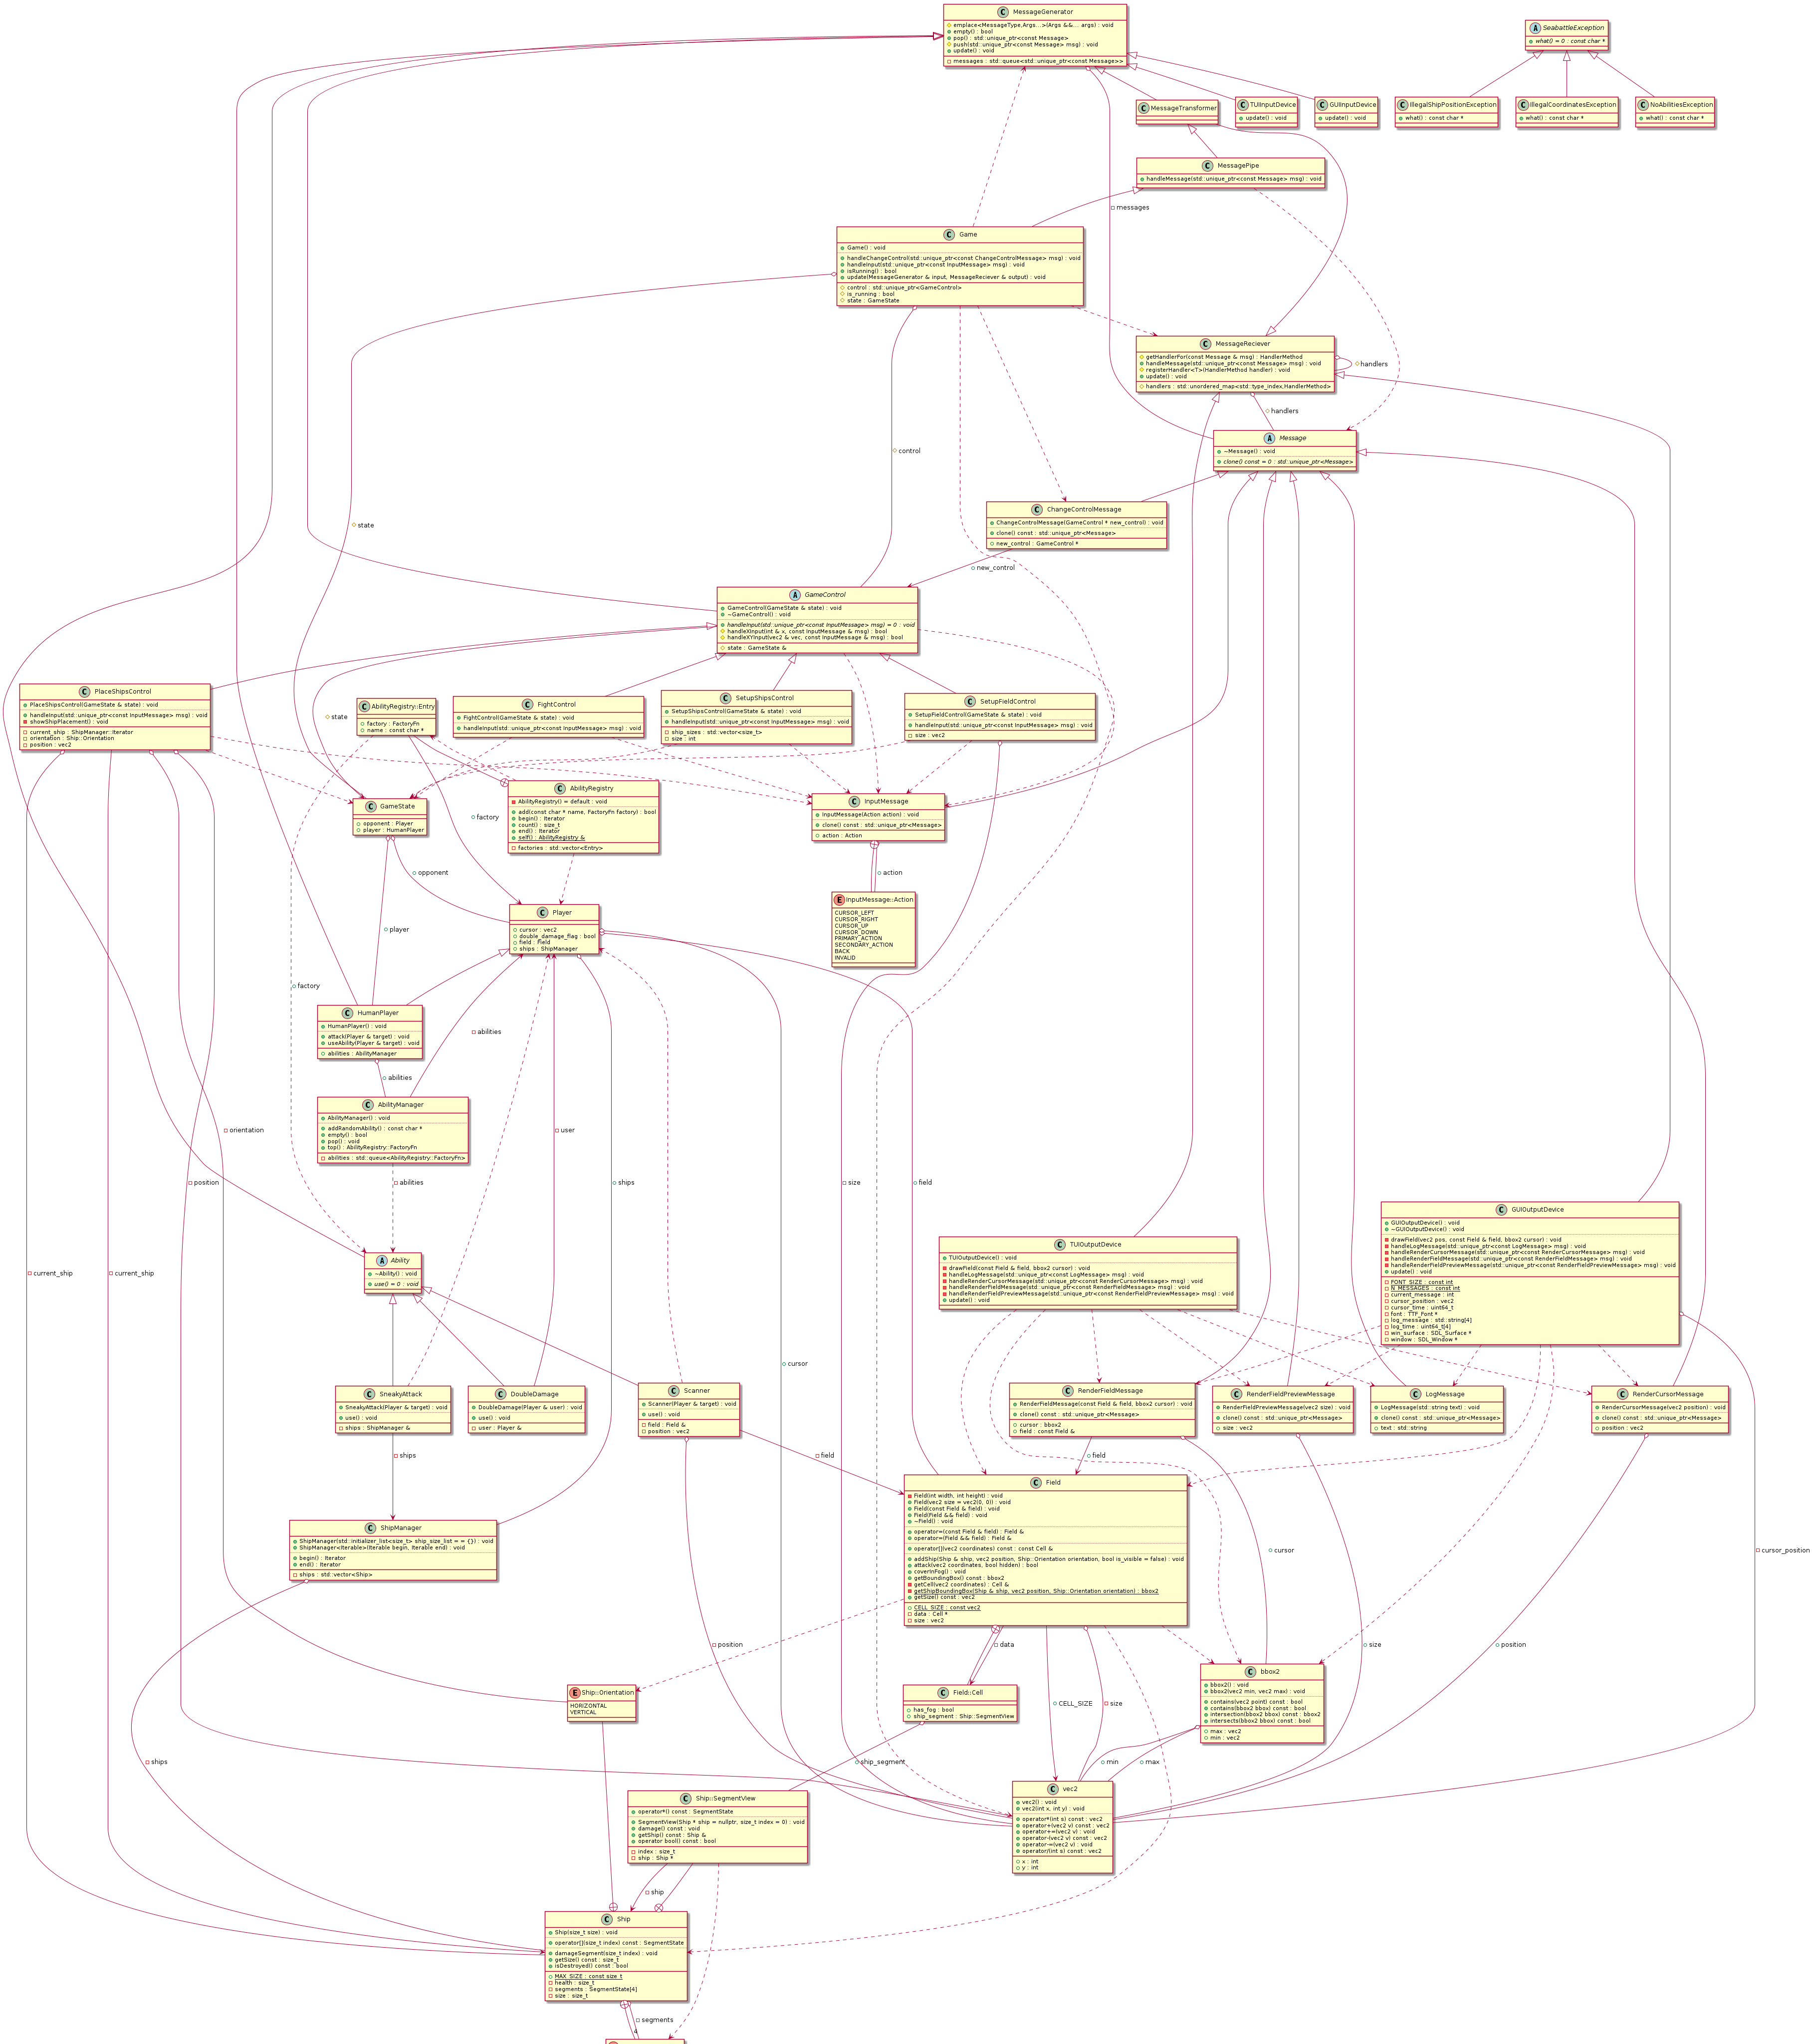 MessageGenerator
emplace<MessageType,Args...>(Args &&... args) : void
empty() : bool
pop() : std::unique_ptr<const Message>
push(std::unique_ptr<const Message> msg) : void
update() : void
messages : std::queue<std::unique_ptr<const Message>>
SeabattleException
what() = 0 : const char *
MessageTransformer
TUIInputDevice
update() : void
GUIInputDevice
update() : void
IllegalShipPositionException
what() : const char *
IllegalCoordinatesException
what() : const char *
NoAbilitiesException
what() : const char *
MessagePipe
handleMessage(std::unique_ptr<const Message> msg) : void
messages
Game
Game() : void
handleChangeControl(std::unique_ptr<const ChangeControlMessage> msg) : void
handleInput(std::unique_ptr<const InputMessage> msg) : void
isRunning() : bool
update(MessageGenerator & input, MessageReciever & output) : void
control : std::unique_ptr<GameControl>
is_running : bool
state : GameState
MessageReciever
getHandlerFor(const Message & msg) : HandlerMethod
handleMessage(std::unique_ptr<const Message> msg) : void
registerHandler<T>(HandlerMethod handler) : void
update() : void
handlers : std::unordered_map<std::type_index,HandlerMethod>
handlers
handlers
Message
~Message() : void
clone() const = 0 : std::unique_ptr<Message>
control
ChangeControlMessage
ChangeControlMessage(GameControl * new_control) : void
clone() const : std::unique_ptr<Message>
new_control : GameControl *
state
new_control
GameControl
GameControl(GameState & state) : void
~GameControl() : void
handleInput(std::unique_ptr<const InputMessage> msg) = 0 : void
handleXInput(int & x, const InputMessage & msg) : bool
handleXYInput(vec2 & vec, const InputMessage & msg) : bool
state : GameState &
PlaceShipsControl
PlaceShipsControl(GameState & state) : void
handleInput(std::unique_ptr<const InputMessage> msg) : void
showShipPlacement() : void
current_ship : ShipManager::Iterator
orientation : Ship::Orientation
position : vec2
AbilityRegistry::Entry
factory : FactoryFn
name : const char *
FightControl
FightControl(GameState & state) : void
handleInput(std::unique_ptr<const InputMessage> msg) : void
SetupShipsControl
SetupShipsControl(GameState & state) : void
handleInput(std::unique_ptr<const InputMessage> msg) : void
ship_sizes : std::vector<size_t>
size : int
SetupFieldControl
SetupFieldControl(GameState & state) : void
handleInput(std::unique_ptr<const InputMessage> msg) : void
size : vec2
state
GameState
opponent : Player
player : HumanPlayer
factory
AbilityRegistry
AbilityRegistry() = default : void
add(const char * name, FactoryFn factory) : bool
begin() : Iterator
count() : size_t
end() : Iterator
self() : AbilityRegistry &
factories : std::vector<Entry>
InputMessage
InputMessage(Action action) : void
clone() const : std::unique_ptr<Message>
action : Action
opponent
action
InputMessage::Action
CURSOR_LEFT
CURSOR_RIGHT
CURSOR_UP
CURSOR_DOWN
PRIMARY_ACTION
SECONDARY_ACTION
BACK
INVALID
Player
cursor : vec2
double_damage_flag : bool
field : Field
ships : ShipManager
player
factory
HumanPlayer
HumanPlayer() : void
attack(Player & target) : void
useAbility(Player & target) : void
abilities : AbilityManager
abilities
abilities
AbilityManager
AbilityManager() : void
addRandomAbility() : const char *
empty() : bool
pop() : void
top() : AbilityRegistry::FactoryFn
abilities : std::queue<AbilityRegistry::FactoryFn>
orientation
user
position
abilities
ships
size
field
Ability
~Ability() : void
use() = 0 : void
current_ship
current_ship
TUIOutputDevice
TUIOutputDevice() : void
drawField(const Field & field, bbox2 cursor) : void
handleLogMessage(std::unique_ptr<const LogMessage> msg) : void
handleRenderCursorMessage(std::unique_ptr<const RenderCursorMessage> msg) : void
handleRenderFieldMessage(std::unique_ptr<const RenderFieldMessage> msg) : void
handleRenderFieldPreviewMessage(std::unique_ptr<const RenderFieldPreviewMessage> msg) : void
update() : void
GUIOutputDevice
GUIOutputDevice() : void
~GUIOutputDevice() : void
drawField(vec2 pos, const Field & field, bbox2 cursor) : void
handleLogMessage(std::unique_ptr<const LogMessage> msg) : void
handleRenderCursorMessage(std::unique_ptr<const RenderCursorMessage> msg) : void
handleRenderFieldMessage(std::unique_ptr<const RenderFieldMessage> msg) : void
handleRenderFieldPreviewMessage(std::unique_ptr<const RenderFieldPreviewMessage> msg) : void
update() : void
FONT_SIZE : const int
N_MESSAGES : const int
current_message : int
cursor_position : vec2
cursor_time : uint64_t
font : TTF_Font *
log_message : std::string[4]
log_time : uint64_t[4]
win_surface : SDL_Surface *
window : SDL_Window *
cursor
SneakyAttack
SneakyAttack(Player & target) : void
use() : void
ships : ShipManager &
DoubleDamage
DoubleDamage(Player & user) : void
use() : void
user : Player &
Scanner
Scanner(Player & target) : void
use() : void
field : Field &
position : vec2
RenderFieldMessage
RenderFieldMessage(const Field & field, bbox2 cursor) : void
clone() const : std::unique_ptr<Message>
cursor : bbox2
field : const Field &
RenderFieldPreviewMessage
RenderFieldPreviewMessage(vec2 size) : void
clone() const : std::unique_ptr<Message>
size : vec2
LogMessage
LogMessage(std::string text) : void
clone() const : std::unique_ptr<Message>
text : std::string
RenderCursorMessage
RenderCursorMessage(vec2 position) : void
clone() const : std::unique_ptr<Message>
position : vec2
ships
field
field
Field
Field(int width, int height) : void
Field(vec2 size = vec2(0, 0)) : void
Field(const Field & field) : void
Field(Field && field) : void
~Field() : void
operator=(const Field & field) : Field &
operator=(Field && field) : Field &
operator[](vec2 coordinates) const : const Cell &
addShip(Ship & ship, vec2 position, Ship::Orientation orientation, bool is_visible = false) : void
attack(vec2 coordinates, bool hidden) : bool
coverInFog() : void
getBoundingBox() const : bbox2
getCell(vec2 coordinates) : Cell &
getShipBoundingBox(Ship & ship, vec2 position, Ship::Orientation orientation) : bbox2
getSize() const : vec2
CELL_SIZE : const vec2
data : Cell *
size : vec2
ShipManager
ShipManager(std::initializer_list<size_t> ship_size_list = = {}) : void
ShipManager<Iterable>(Iterable begin, Iterable end) : void
begin() : Iterator
end() : Iterator
ships : std::vector<Ship>
cursor
cursor_position
position
data
size
position
Ship::Orientation
HORIZONTAL
VERTICAL
Field::Cell
has_fog : bool
ship_segment : Ship::SegmentView
CELL_SIZE
size
bbox2
bbox2() : void
bbox2(vec2 min, vec2 max) : void
contains(vec2 point) const : bool
contains(bbox2 bbox) const : bool
intersection(bbox2 bbox) const : bbox2
intersects(bbox2 bbox) const : bool
max : vec2
min : vec2
ships
ship_segment
min
max
Ship::SegmentView
operator*() const : SegmentState
SegmentView(Ship * ship = nullptr, size_t index = 0) : void
damage() const : void
getShip() const : Ship &
operator bool() const : bool
index : size_t
ship : Ship *
vec2
vec2() : void
vec2(int x, int y) : void
operator*(int s) const : vec2
operator+(vec2 v) const : vec2
operator+=(vec2 v) : void
operator-(vec2 v) const : vec2
operator-=(vec2 v) : void
operator/(int s) const : vec2
x : int
y : int
ship
Ship
Ship(size_t size) : void
operator[](size_t index) const : SegmentState
damageSegment(size_t index) : void
getSize() const : size_t
isDestroyed() const : bool
MAX_SIZE : const size_t
health : size_t
segments : SegmentState[4]
size : size_t
segments
4